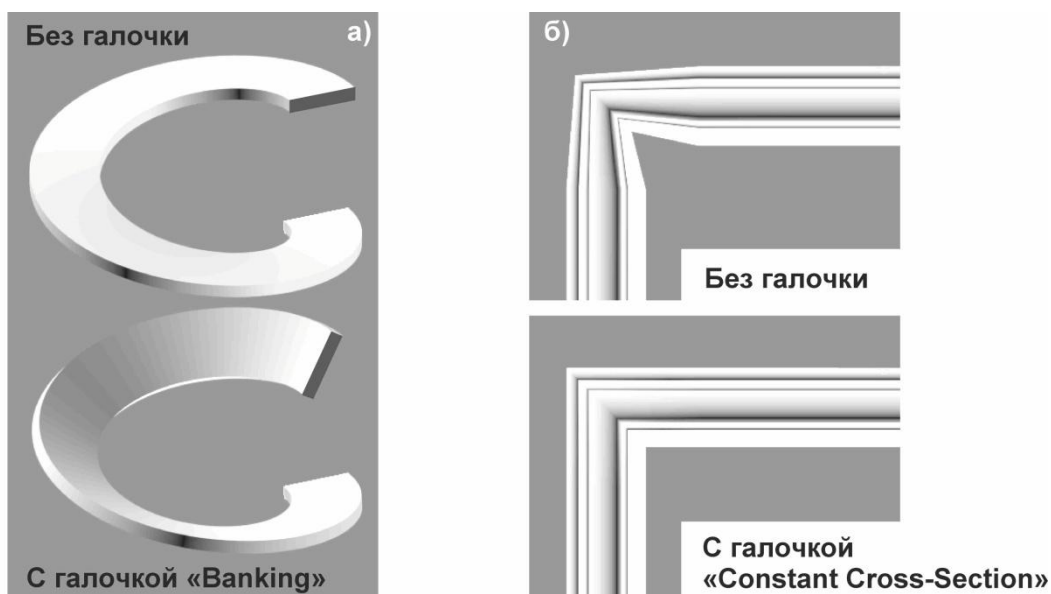 Без галочки
а)
С галочкой «Banking»
б)
Без галочки
С галочкой
«Constant Cross-Section»